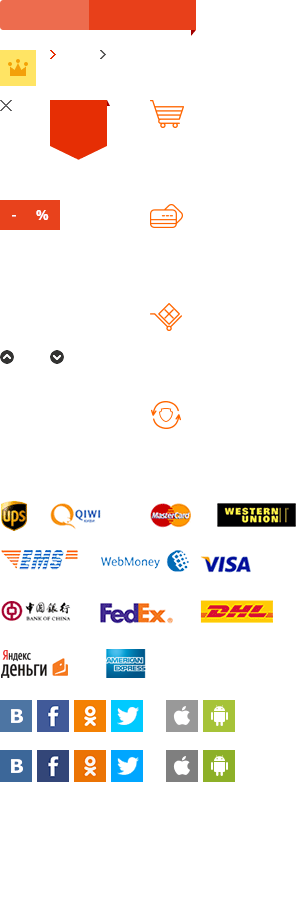 - %
ups
QIWI
MasterCard
WESTERN
UNION
EMS
WebMoney
VISA
中国银行
BANK OF CHINA
FedEx
DHL
Яндекс
деньги
AMERICAN
EXPRESS